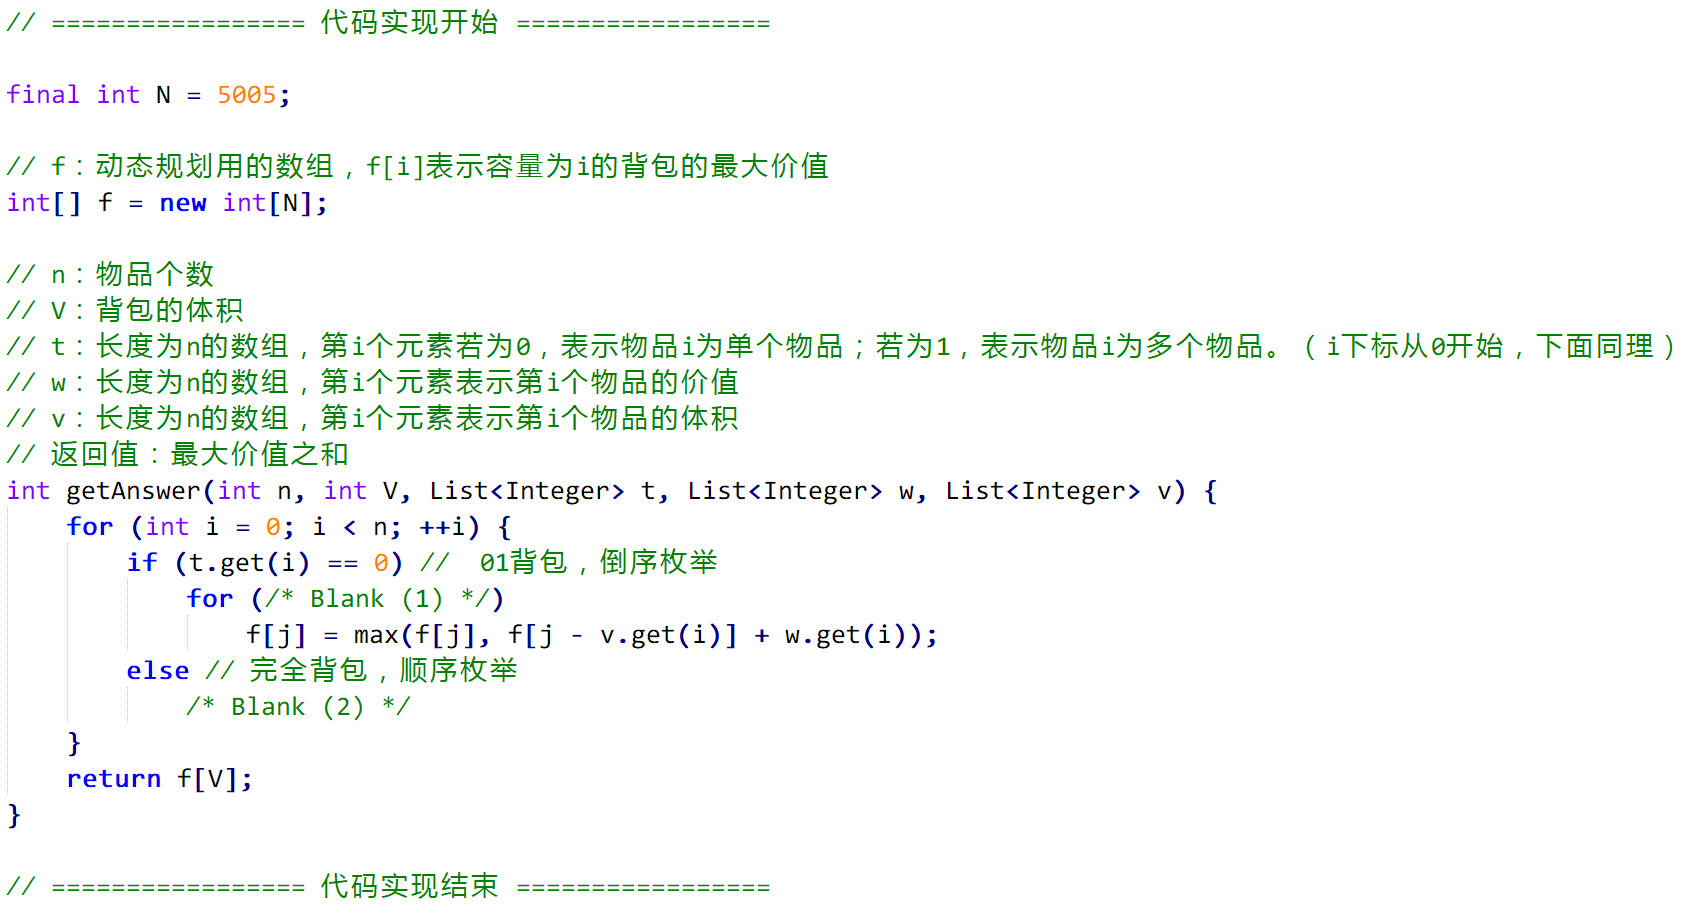 // ================= 代码实现开始 =================
final int N = 5005;
// f：动态规划用的数组，f[i]表示容量为i的背包的最大价值
int[] f = new int[N];
// n：物品个数
// V：背包的体积
// t：长度为n的数组，第i个元素若为0，表示物品i为单个物品；若为1，表示物品i为多个物品。（i下标从0开始，下面同理）
// w：长度为n的数组，第i个元素表示第i个物品的价值
// v：长度为n的数组，第i个元素表示第i个物品的体积
// 返回值：最大价值之和
int getAnswer(int n, int V, List<Integer> t, List<Integer> w, List<Integer> v) {
    for (int i = 0; i < n; ++i) {
        if (t.get(i) == 0) //  01背包，倒序枚举
            for (/* Blank (1) */)
                f[j] = max(f[j], f[j - v.get(i)] + w.get(i));
        else // 完全背包，顺序枚举
            /* Blank (2) */
    }
    return f[V];
}
// ================= 代码实现结束 =================